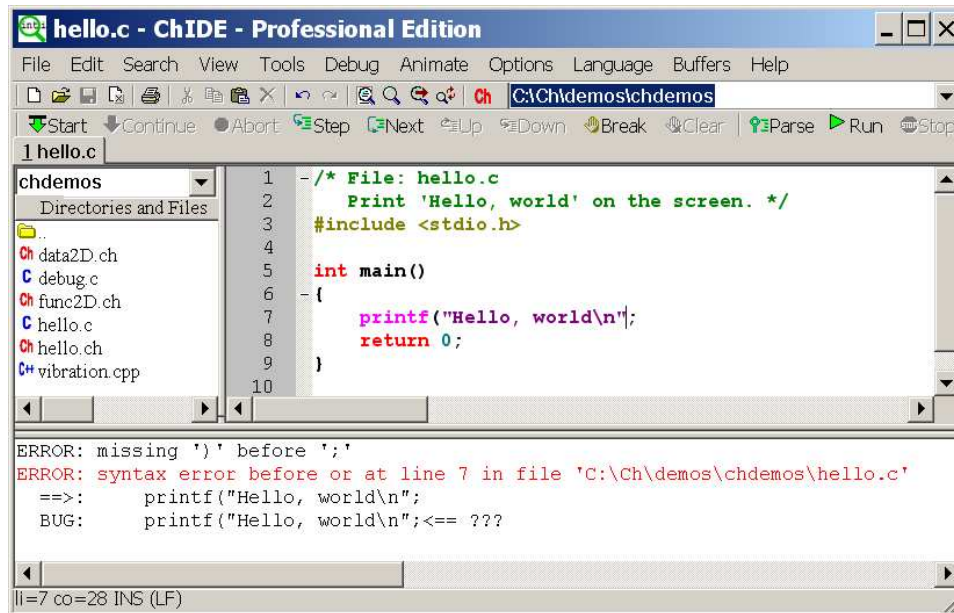 hello.c - ChIDE - Professional Edition
File Edit Search View Tools Debug Animate Options Language Buffers Help
Ch C:\Ch\demos\chdemos
Start Continue Abort Step Next Up Down Break Clear Parse Run Stop
1 hello.c
chdemos
Directories and Files
..
Ch data2D.ch
C debug.c
Ch func2D.ch
C hello.c
Ch hello.ch
C++ vibration.cpp
1 /* File: hello.c
2 Print 'Hello, world' on the screen. */
3 #include <stdio.h>
4
5 int main()
6 {
7 printf("Hello, world\n";
8 return 0;
9 }
10
ERROR: missing ')' before ';'
ERROR: syntax error before or at line 7 in file 'C:\Ch\demos\chdemos\hello.c'
==>: printf("Hello, world\n";
BUG: printf("Hello, world\n";<== ???
li=7 co=28 INS (LF)